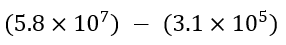 (5.8 × 10⁷) − (3.1 × 10⁵)